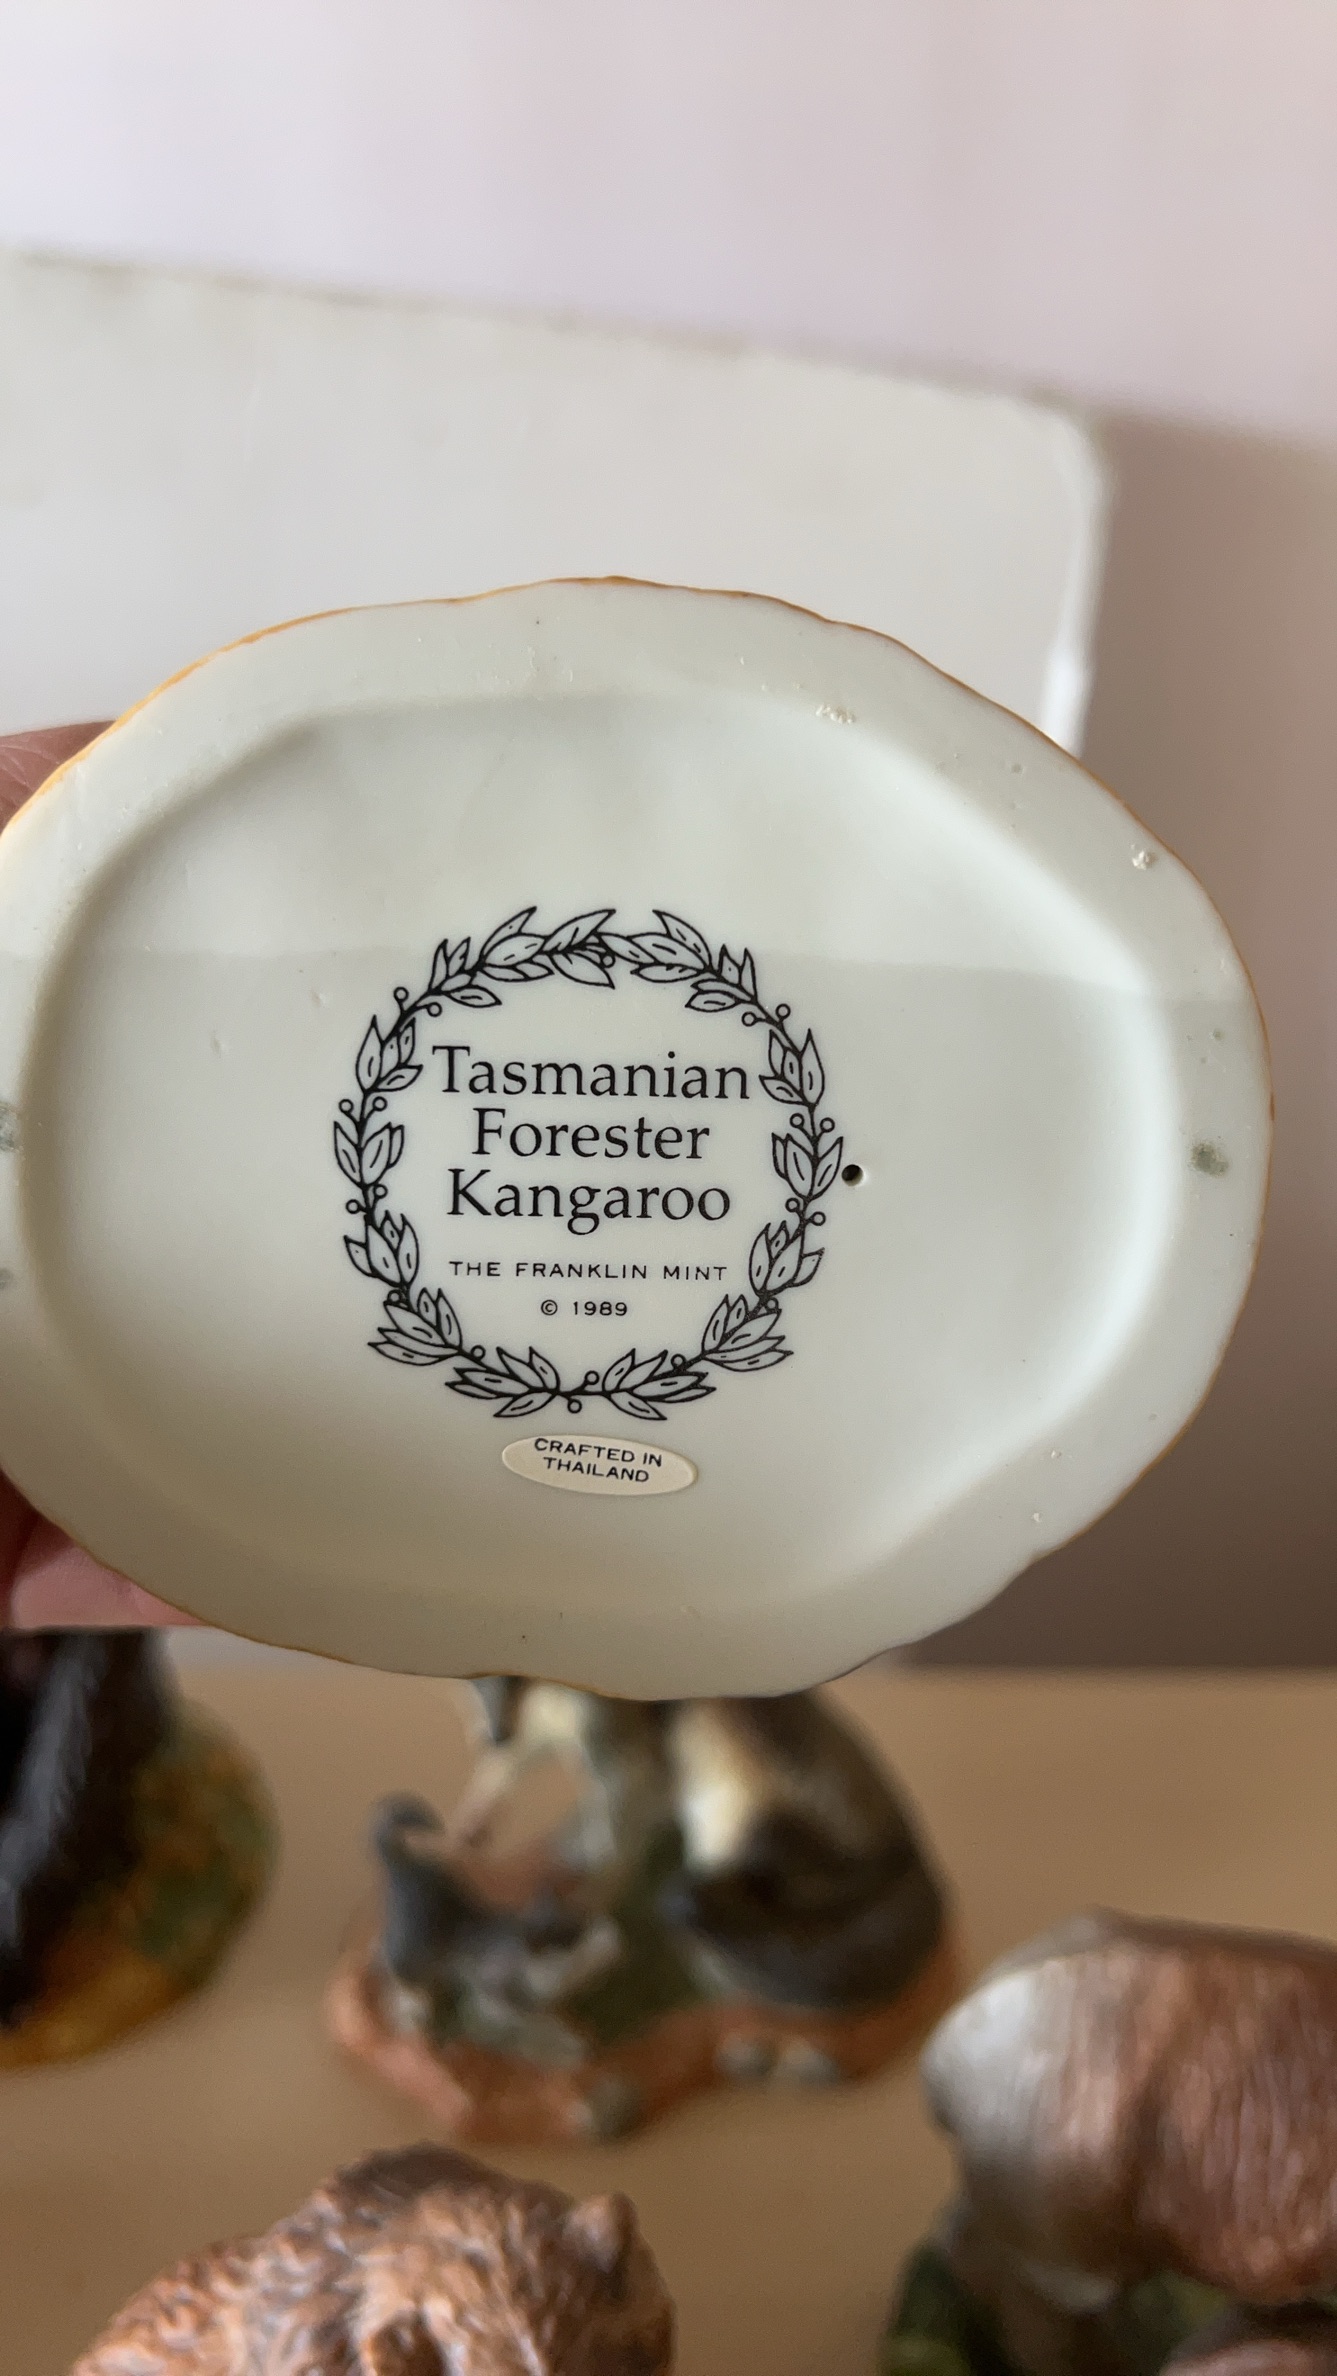 Tasmanian
Forester
Kangaroo
THE FRANKLIN MINT
© 1989
CRAFTED IN
THAILAND